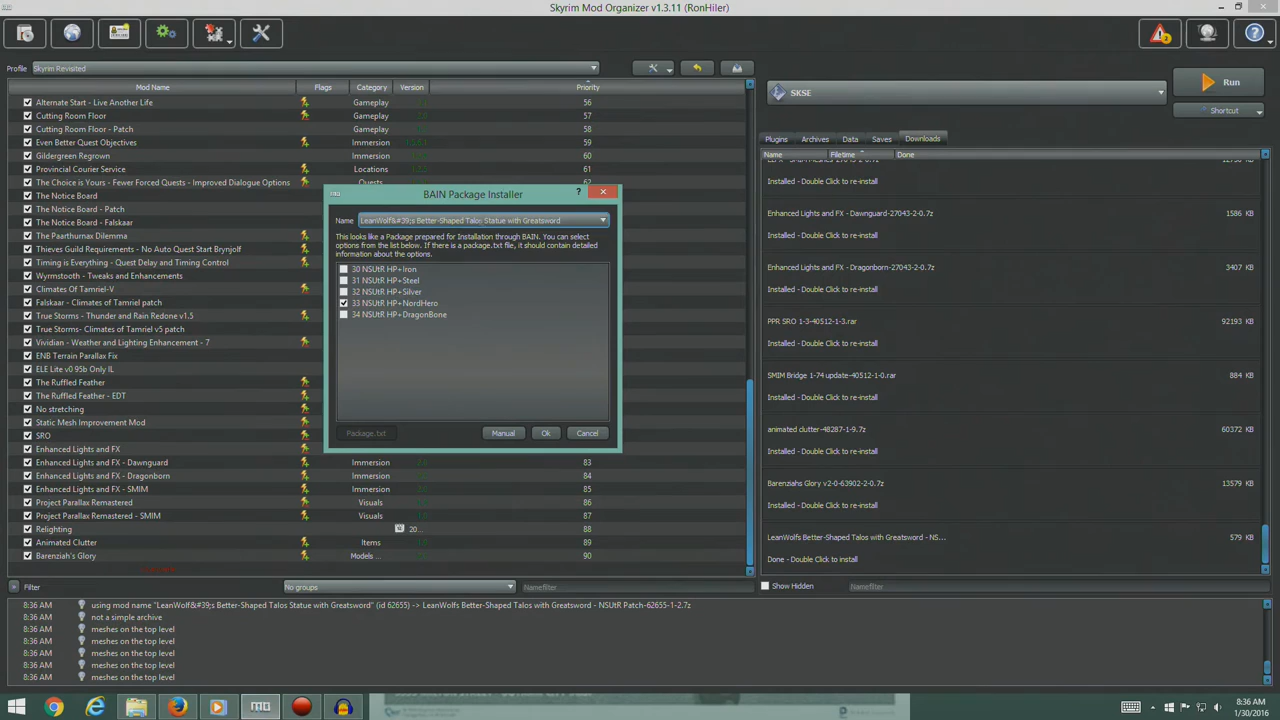 Skyrim Mod Organizer v1.3.11 (RonHiler)
Profile Skyrim Revisited
Mod Name Flags Category Version Priority
Alternate Start - Live Another Life Gameplay 56
Cutting Room Floor Gameplay 57
Cutting Room Floor - Patch Gameplay 58
Even Better Quest Objectives Immersion 59
Gildergreen Regrown Immersion 60
Provincial Courier Service Locations 61
The Choice is Yours - Fewer Forced Quests - Improved Dialogue Options Quests 62
The Notice Board
The Notice Board - Patch
The Notice Board - Falskaar
The Paarthurnax Dilemma
Thieves Guild Requirements - No Auto Quest Start Brynjolf
Timing is Everything - Quest Delay and Timing Control
Wyrmstooth - Tweaks and Enhancements
Climates Of Tamriel-V
Falskaar - Climates of Tamriel patch
True Storms- Thunder and Rain Redone v1.5
True Storms- Climates of Tamriel v5 patch
Vividian - Weather and Lighting Enhancement - 7
ENB Terrain Parallax Fix
ELE Lite v0 95b Only IL
The Ruffled Feather
The Ruffled Feather - EDT
No stretching
Static Mesh Improvement Mod
SRO
Enhanced Lights and FX
Enhanced Lights and FX - Dawnguard Immersion 83
Enhanced Lights and FX - Dragonborn Immersion 84
Enhanced Lights and FX - SMIM Immersion 85
Project Parallax Remastered Visuals 86
Project Parallax Remastered - SMIM Visuals 87
Relighting 20... 88
Animated Clutter Items 89
Barenziah's Glory Models ... 90
Filter No groups Namefilter
BAIN Package Installer
Name LeanWolf&#39;s Better-Shaped Talos Statue with Greatsword
This looks like a Package prepared for Installation through BAIN. You can select
options from the list below. If there is a package.txt file, it should contain detailed
information about the options.
30 NSUtR HP+Iron
31 NSUtR HP+Steel
32 NSUtR HP+Silver
33 NSUtR HP+NordHero
34 NSUtR HP+DragonBone
Package.txt Manual Ok Cancel
SKSE
Run
Shortcut
Plugins Archives Data Saves Downloads
Name Filetime Done
Installed - Double Click to re-install
Enhanced Lights and FX - Dawnguard-27043-2-0.7z 1586 KB
Installed - Double Click to re-install
Enhanced Lights and FX - Dragonborn-27043-2-0.7z 3407 KB
Installed - Double Click to re-install
PPR SRO 1-3-40512-1-3.rar 92193 KB
Installed - Double Click to re-install
SMIM Bridge 1-74 update-40512-1-0.rar 884 KB
Installed - Double Click to re-install
animated clutter-48287-1-9.7z 60372 KB
Installed - Double Click to re-install
Barenziahs Glory v2-0-63902-2-0.7z 13579 KB
Installed - Double Click to re-install
LeanWolfs Better-Shaped Talos with Greatsword - NS... 579 KB
Done - Double Click to install
Show Hidden Namefilter
8:36 AM using mod name "LeanWolf&#39;s Better-Shaped Talos Statue with Greatsword" (id 62655) -> LeanWolfs Better-Shaped Talos with Greatsword - NSUtR Patch-62655-1-2.7z
8:36 AM not a simple archive
8:36 AM meshes on the top level
8:36 AM meshes on the top level
8:36 AM meshes on the top level
8:36 AM meshes on the top level
8:36 AM
1/30/2016